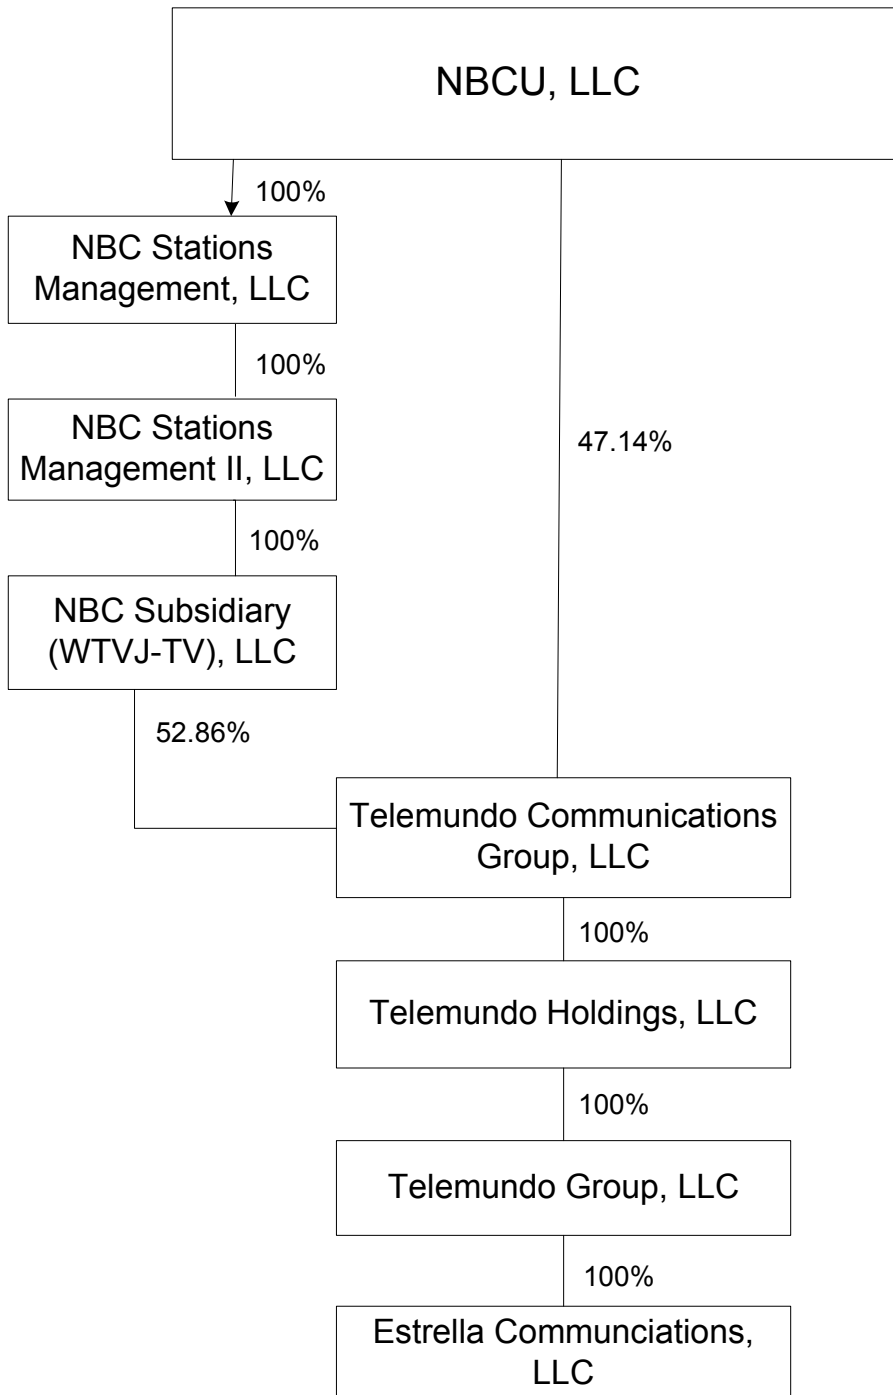 NBCU, LLC
100%
NBC Stations
Management, LLC
100%
NBC Stations
Management II, LLC
47.14%
100%
NBC Subsidiary
(WTVJ-TV), LLC
52.86%
Telemundo Communications
Group, LLC
100%
Telemundo Holdings, LLC
100%
Telemundo Group, LLC
100%
Estrella Communciations,
LLC